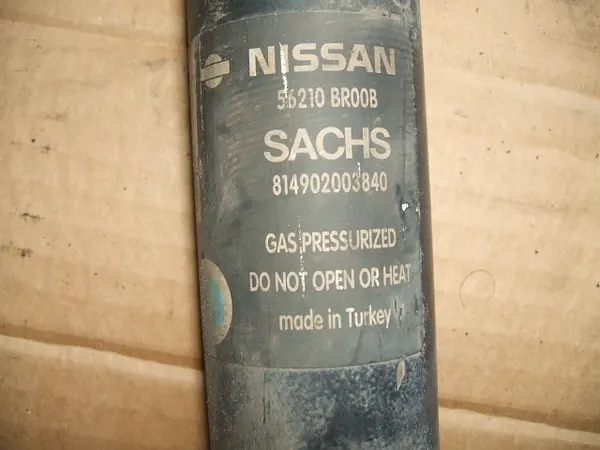 NISSAN
56210 BR00B
SACHS
814902003840
GAS PRESSURIZED
DO NOT OPEN OR HEAT
made in Turkey